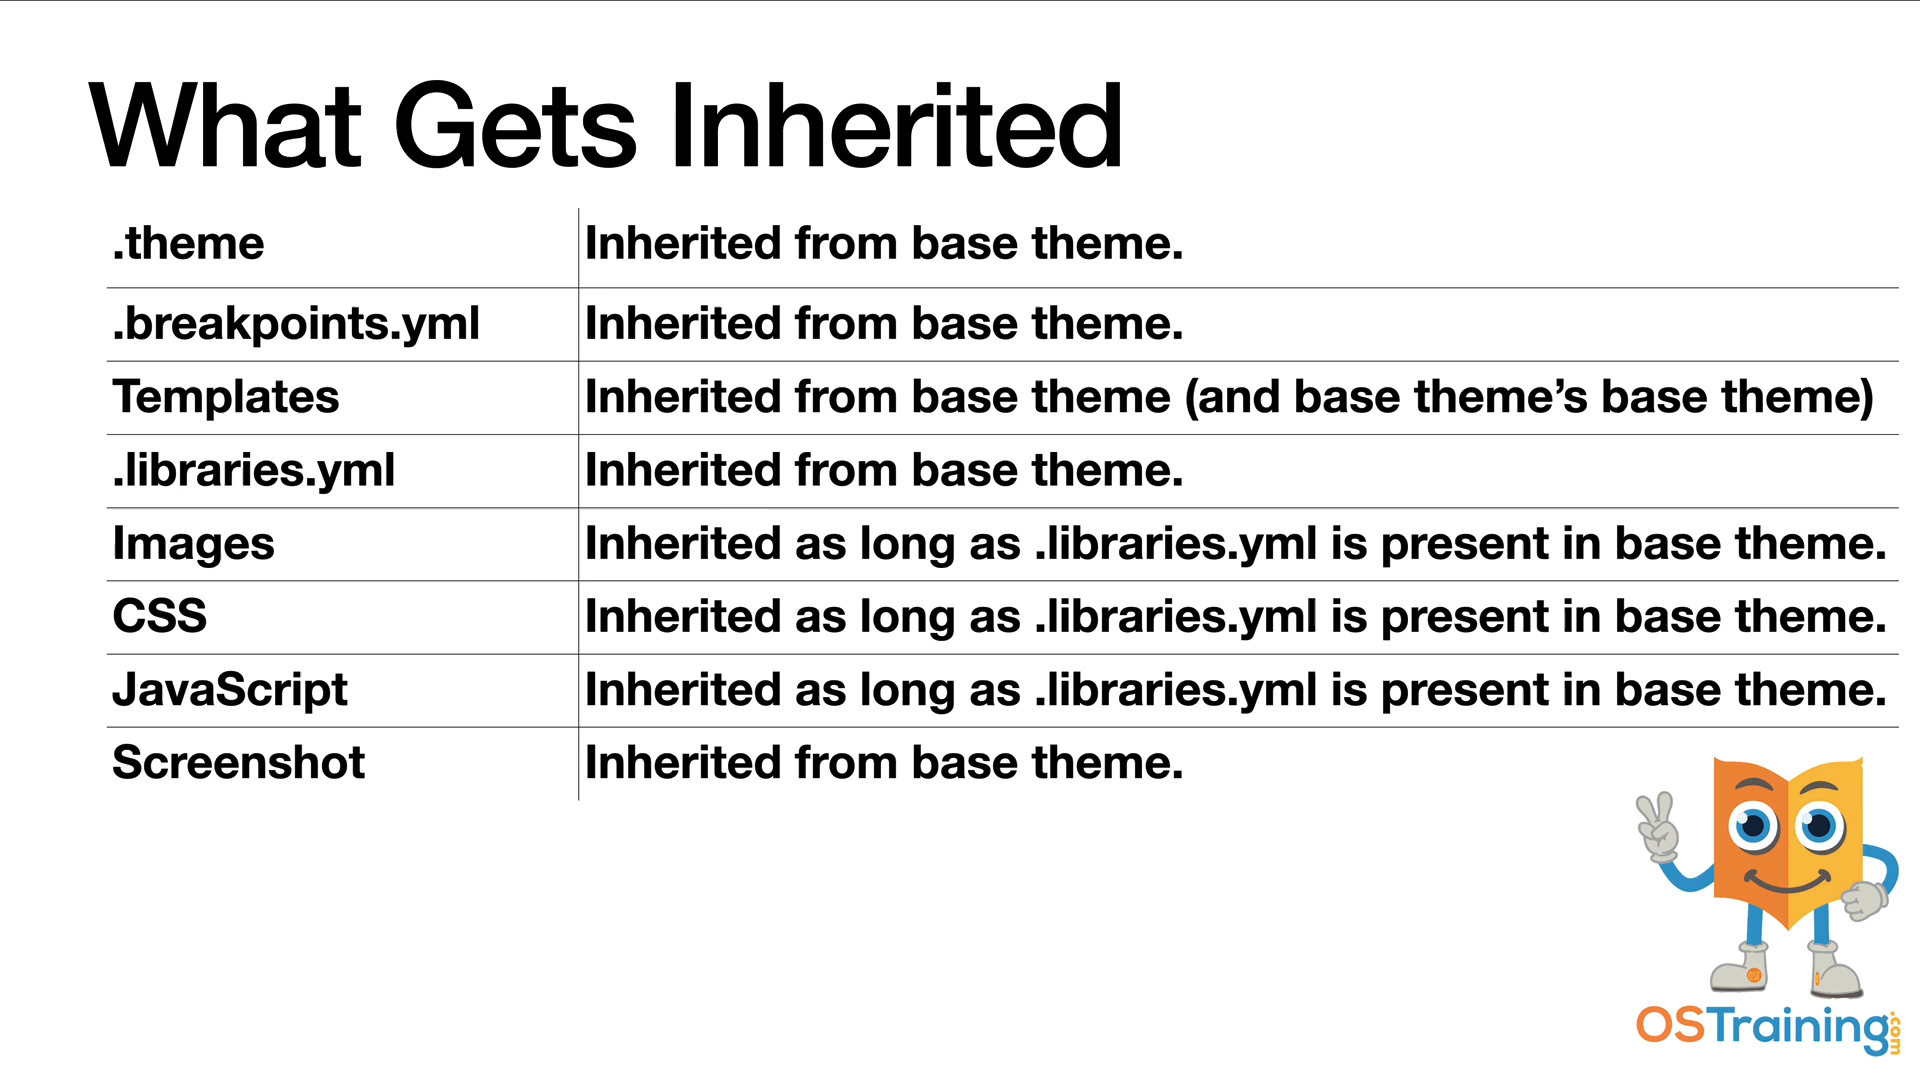 What Gets Inherited
.theme Inherited from base theme.
.breakpoints.yml Inherited from base theme.
Templates Inherited from base theme (and base theme’s base theme)
.libraries.yml Inherited from base theme.
Images Inherited as long as .libraries.yml is present in base theme.
CSS Inherited as long as .libraries.yml is present in base theme.
JavaScript Inherited as long as .libraries.yml is present in base theme.
Screenshot Inherited from base theme.
OSTraining.com